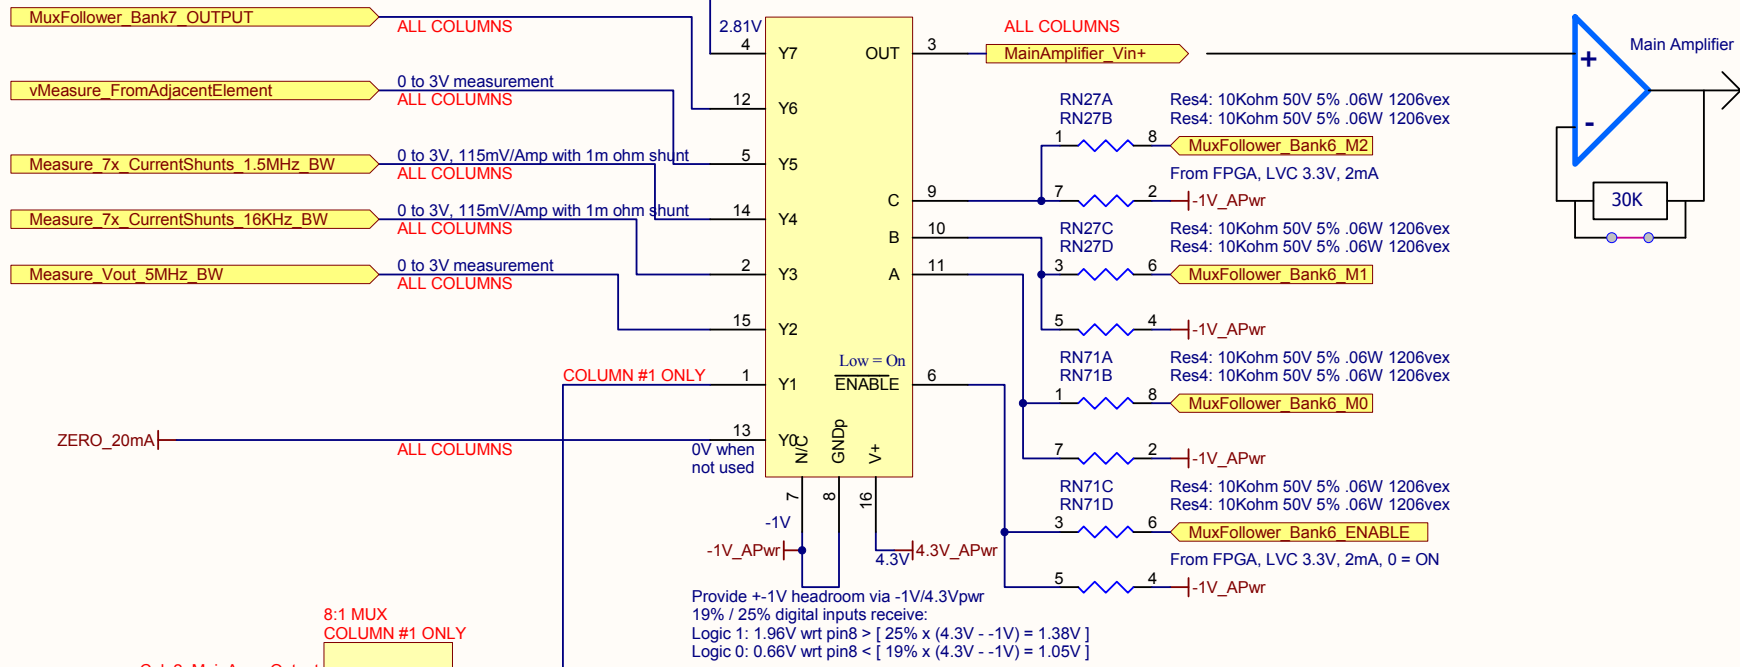 MuxFollower_Bank7_OUTPUT
ALL COLUMNS
vMeasure_FromAdjacentElement
0 to 3V measurement
ALL COLUMNS
Measure_7x_CurrentShunts_1.5MHz_BW
0 to 3V, 115mV/Amp with 1m ohm shunt
ALL COLUMNS
Measure_7x_CurrentShunts_16KHz_BW
0 to 3V, 115mV/Amp with 1m ohm shunt
ALL COLUMNS
Measure_Vout_5MHz_BW
0 to 3V measurement
ALL COLUMNS
COLUMN #1 ONLY
ZERO_20mA
ALL COLUMNS
0V when
not used
2.81V
4 Y7
12 Y6
5 Y5
14 Y4
2 Y3
15 Y2
1 Y1
13 Y0
OUT 3
C 9
B 10
A 11
Low = On
ENABLE 6
N/C
GNDp
V+
7
8
16
-1V
-1V_APwr
4.3V
4.3V_APwr
ALL COLUMNS
MainAmplifier_Vin+
Main Amplifier
+
-
30K
RN27A Res4: 10Kohm 50V 5% .06W 1206vex
RN27B Res4: 10Kohm 50V 5% .06W 1206vex
1 8 MuxFollower_Bank6_M2
From FPGA, LVC 3.3V, 2mA
7 2 -1V_APwr
RN27C Res4: 10Kohm 50V 5% .06W 1206vex
RN27D Res4: 10Kohm 50V 5% .06W 1206vex
3 6 MuxFollower_Bank6_M1
5 4 -1V_APwr
RN71A Res4: 10Kohm 50V 5% .06W 1206vex
RN71B Res4: 10Kohm 50V 5% .06W 1206vex
1 8 MuxFollower_Bank6_M0
7 2 -1V_APwr
RN71C Res4: 10Kohm 50V 5% .06W 1206vex
RN71D Res4: 10Kohm 50V 5% .06W 1206vex
3 6 MuxFollower_Bank6_ENABLE
From FPGA, LVC 3.3V, 2mA, 0 = ON
5 4 -1V_APwr
Provide +-1V headroom via -1V/4.3Vpwr
19% / 25% digital inputs receive:
Logic 1: 1.96V wrt pin8 > [ 25% x (4.3V - -1V) = 1.38V ]
Logic 0: 0.66V wrt pin8 < [ 19% x (4.3V - -1V) = 1.05V ]
8:1 MUX
COLUMN #1 ONLY